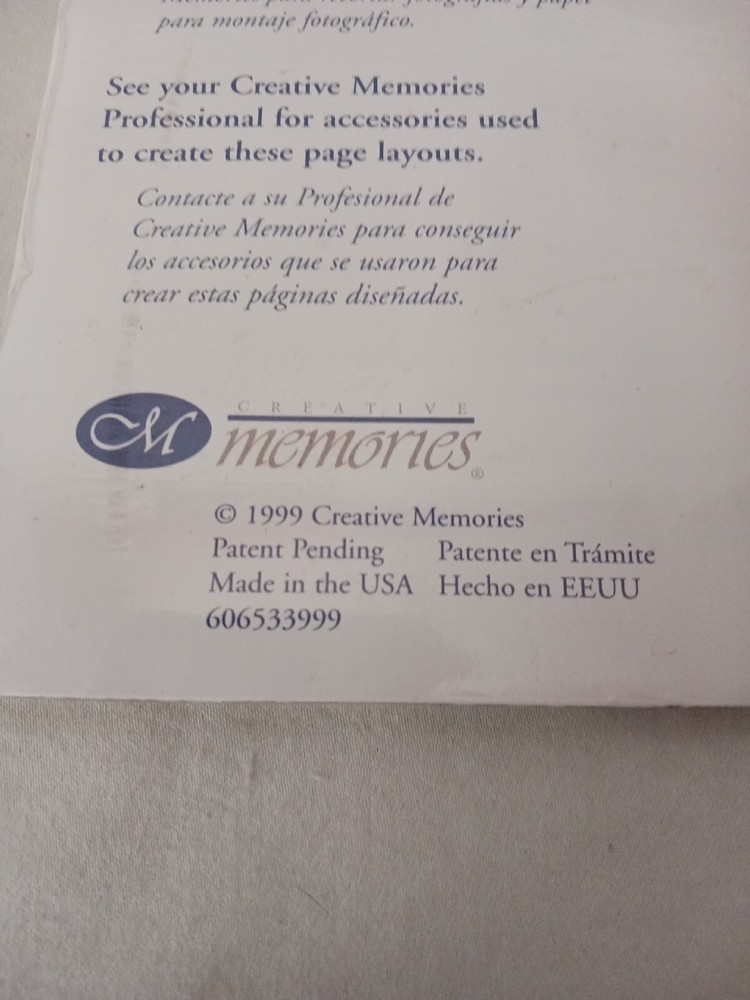 para montaje fotográfico.
See your Creative Memories
Professional for accessories used
to create these page layouts.
Contacte a su Profesional de
Creative Memories para conseguir
los accesorios que se usaron para
crear estas páginas diseñadas.
CM CREATIVE
memories®
© 1999 Creative Memories
Patent Pending Patente en Trámite
Made in the USA Hecho en EEUU
606533999